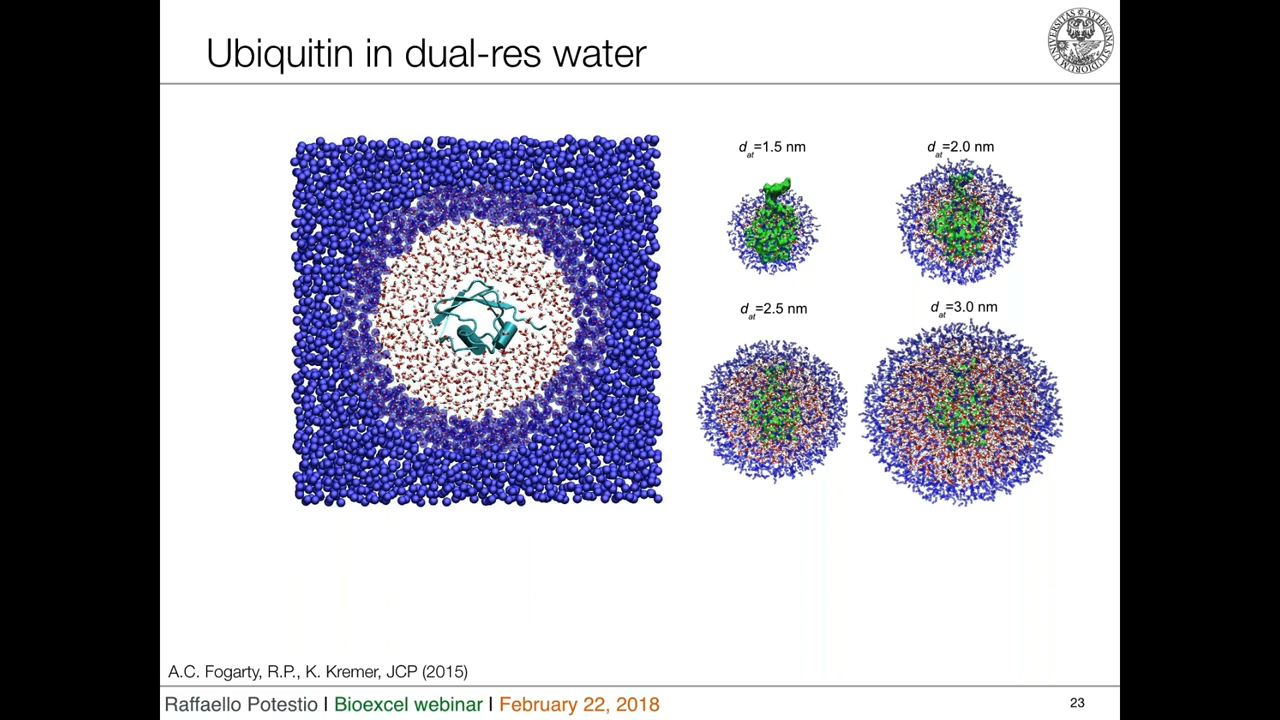 Ubiquitin in dual-res water
d_at=1.5 nm
d_at=2.0 nm
d_at=2.5 nm
d_at=3.0 nm
A.C. Fogarty, R.P., K. Kremer, JCP (2015)
Raffaello Potestio | Bioexcel webinar | February 22, 2018
23